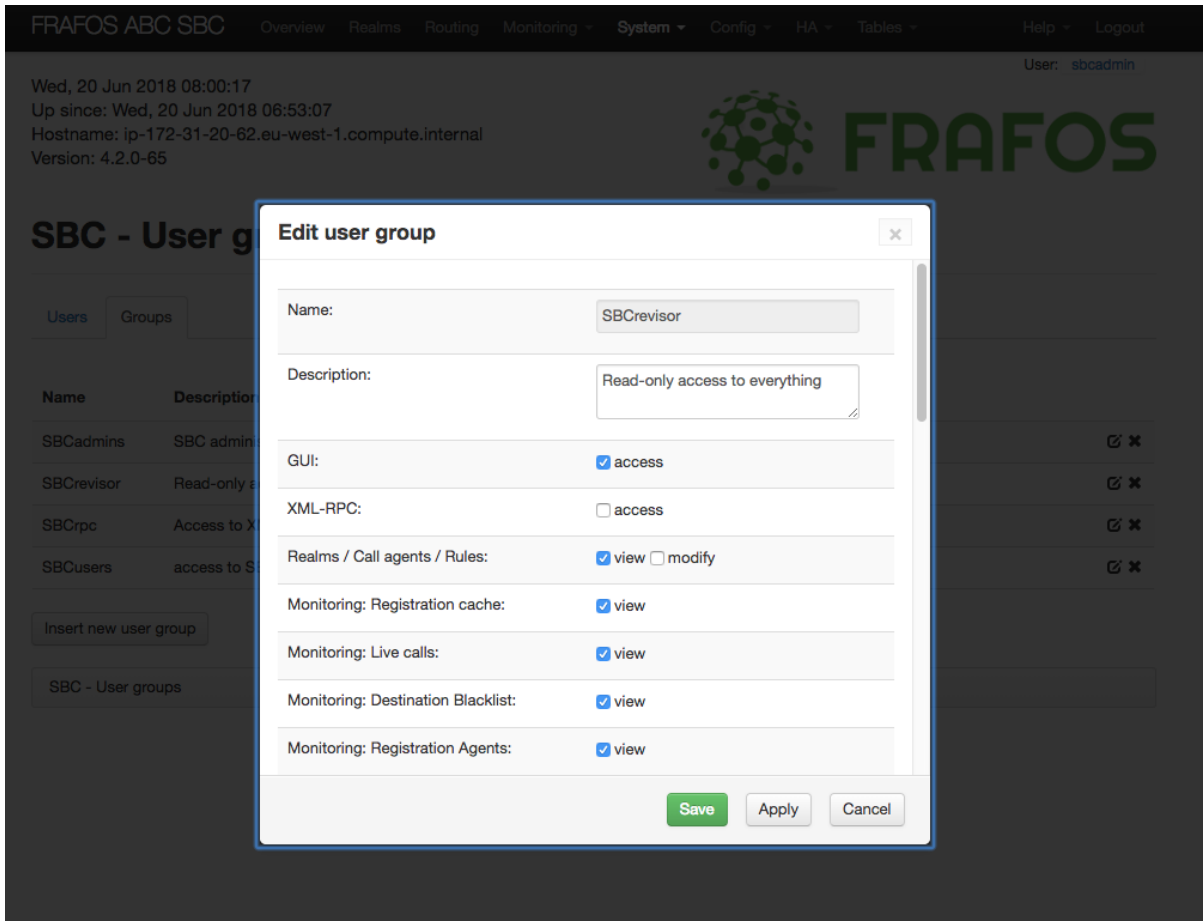 FRAFOS ABC SBC Overview Realms Routing Monitoring System Config HA Tables Help Logout
User: sbcadmin
Wed, 20 Jun 2018 08:00:17
Up since: Wed, 20 Jun 2018 06:53:07
Hostname: ip-172-31-20-62.eu-west-1.compute.internal
Version: 4.2.0-65
FRAFOS
SBC - User g
Users Groups
Name Description
SBCadmins SBC admin
SBCrevisor Read-only a
SBCrpc Access to X
SBCusers access to S
Insert new user group
SBC - User groups
Edit user group
Name: SBCrevisor
Description: Read-only access to everything
GUI: access
XML-RPC: access
Realms / Call agents / Rules: view modify
Monitoring: Registration cache: view
Monitoring: Live calls: view
Monitoring: Destination Blacklist: view
Monitoring: Registration Agents: view
Save Apply Cancel